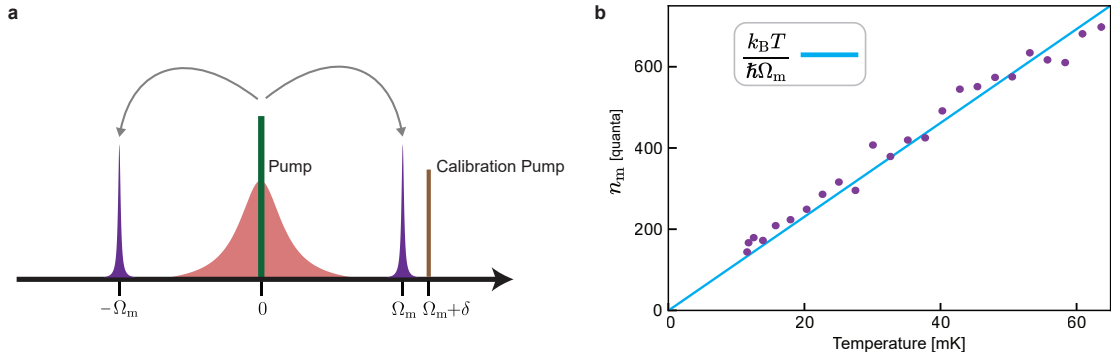 a
Pump
Calibration Pump
−Ωₘ
0
Ωₘ
Ωₘ+δ
b
k_B T
ħΩₘ
nₘ [quanta]
600
400
200
0
0
20
40
60
Temperature [mK]